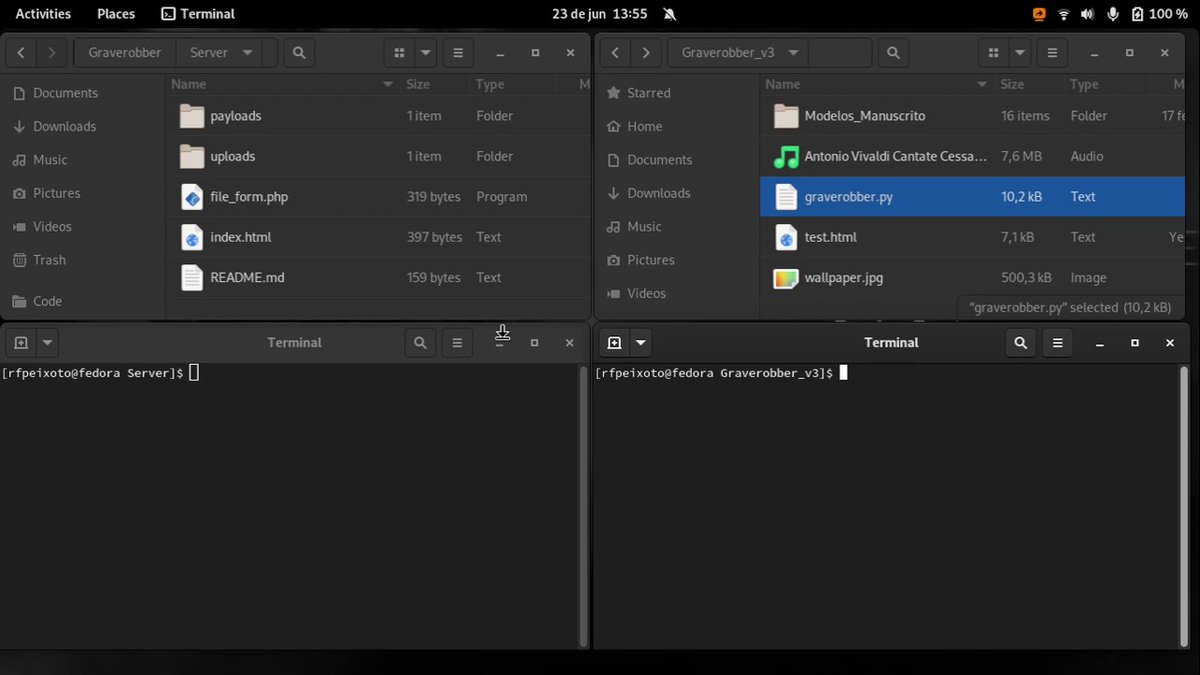 Activities Places Terminal 23 de jun 13:55 100 %
Graverobber Server
Name Size Type M
Documents
Downloads
Music
Pictures
Videos
Trash
Code
payloads 1 item Folder
uploads 1 item Folder
file_form.php 319 bytes Program
index.html 397 bytes Text
README.md 159 bytes Text
Graverobber_v3
Name Size Type M
Starred
Home
Documents
Downloads
Music
Pictures
Videos
Modelos_Manuscrito 16 items Folder 17 fe
Antonio Vivaldi Cantate Cessa... 7,6 MB Audio
graverobber.py 10,2 kB Text
test.html 7,1 kB Text Ye
wallpaper.jpg 500,3 kB Image
“graverobber.py” selected (10,2 kB)
Terminal
[rfpeixoto@fedora Server]$
Terminal
[rfpeixoto@fedora Graverobber_v3]$